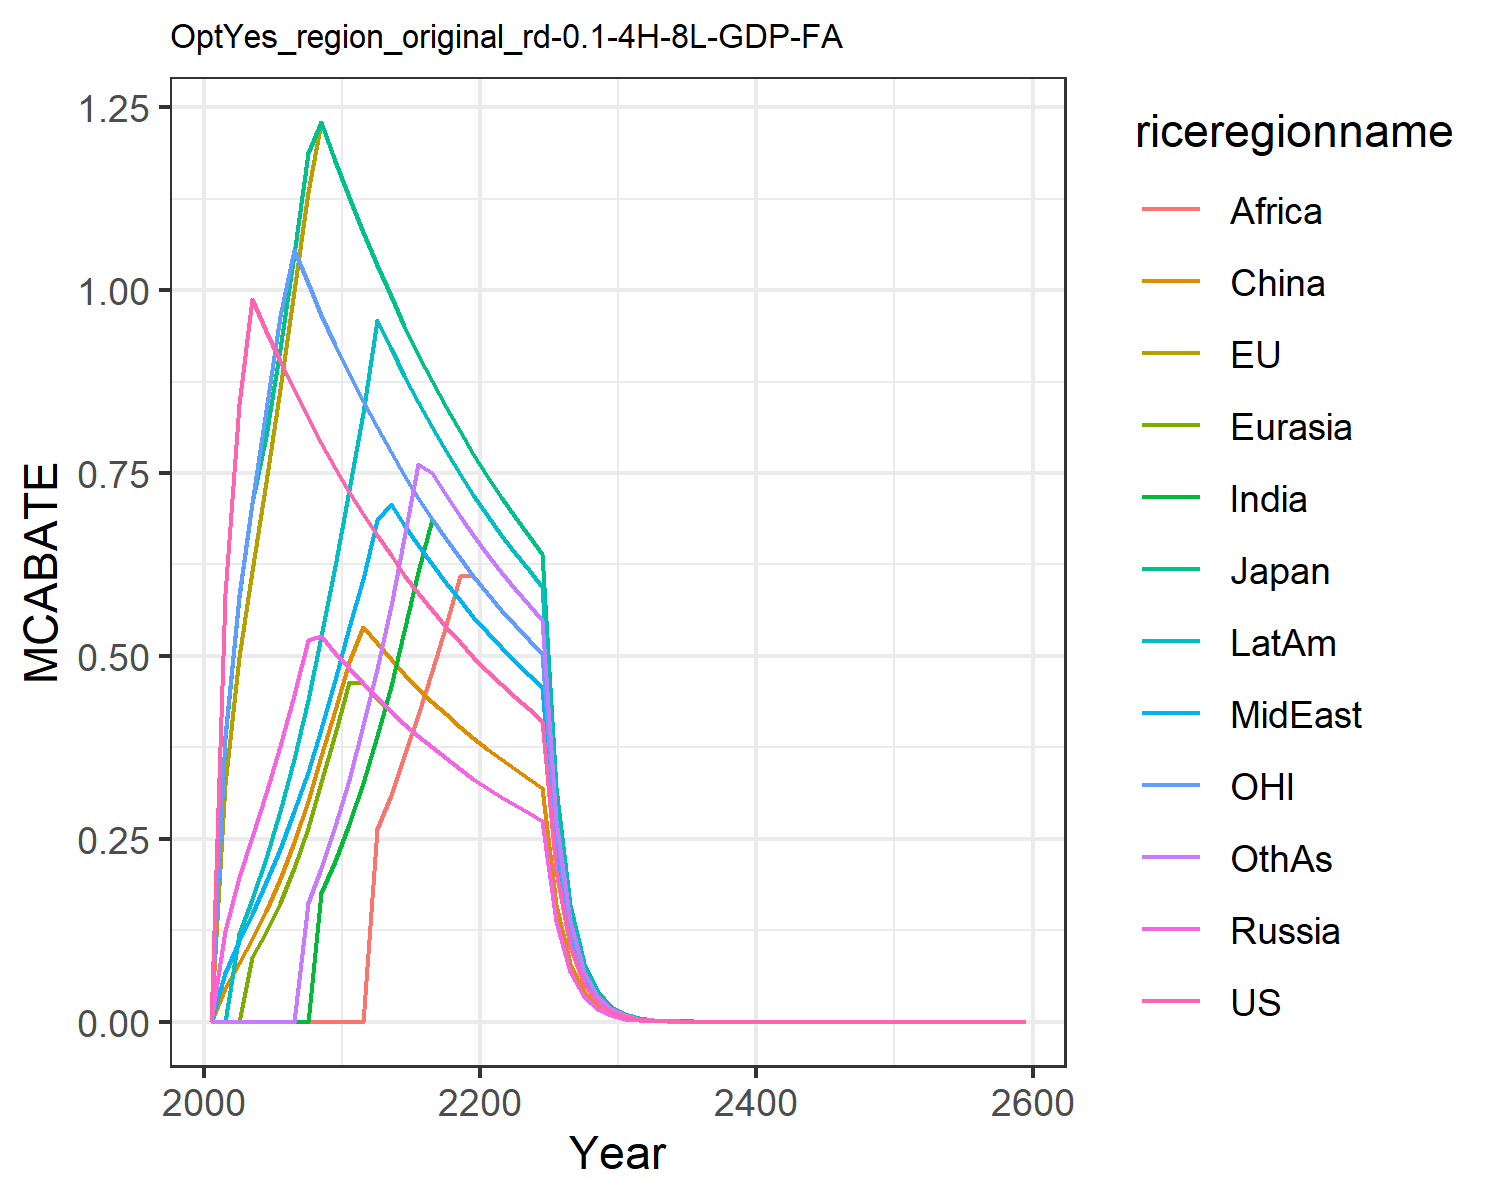 OptYes_region_original_rd-0.1-4H-8L-GDP-FA
1.25
1.00
0.75
0.50
0.25
0.00
MCABATE
2000
2200
2400
2600
Year
riceregionname
Africa
China
EU
Eurasia
India
Japan
LatAm
MidEast
OHI
OthAs
Russia
US